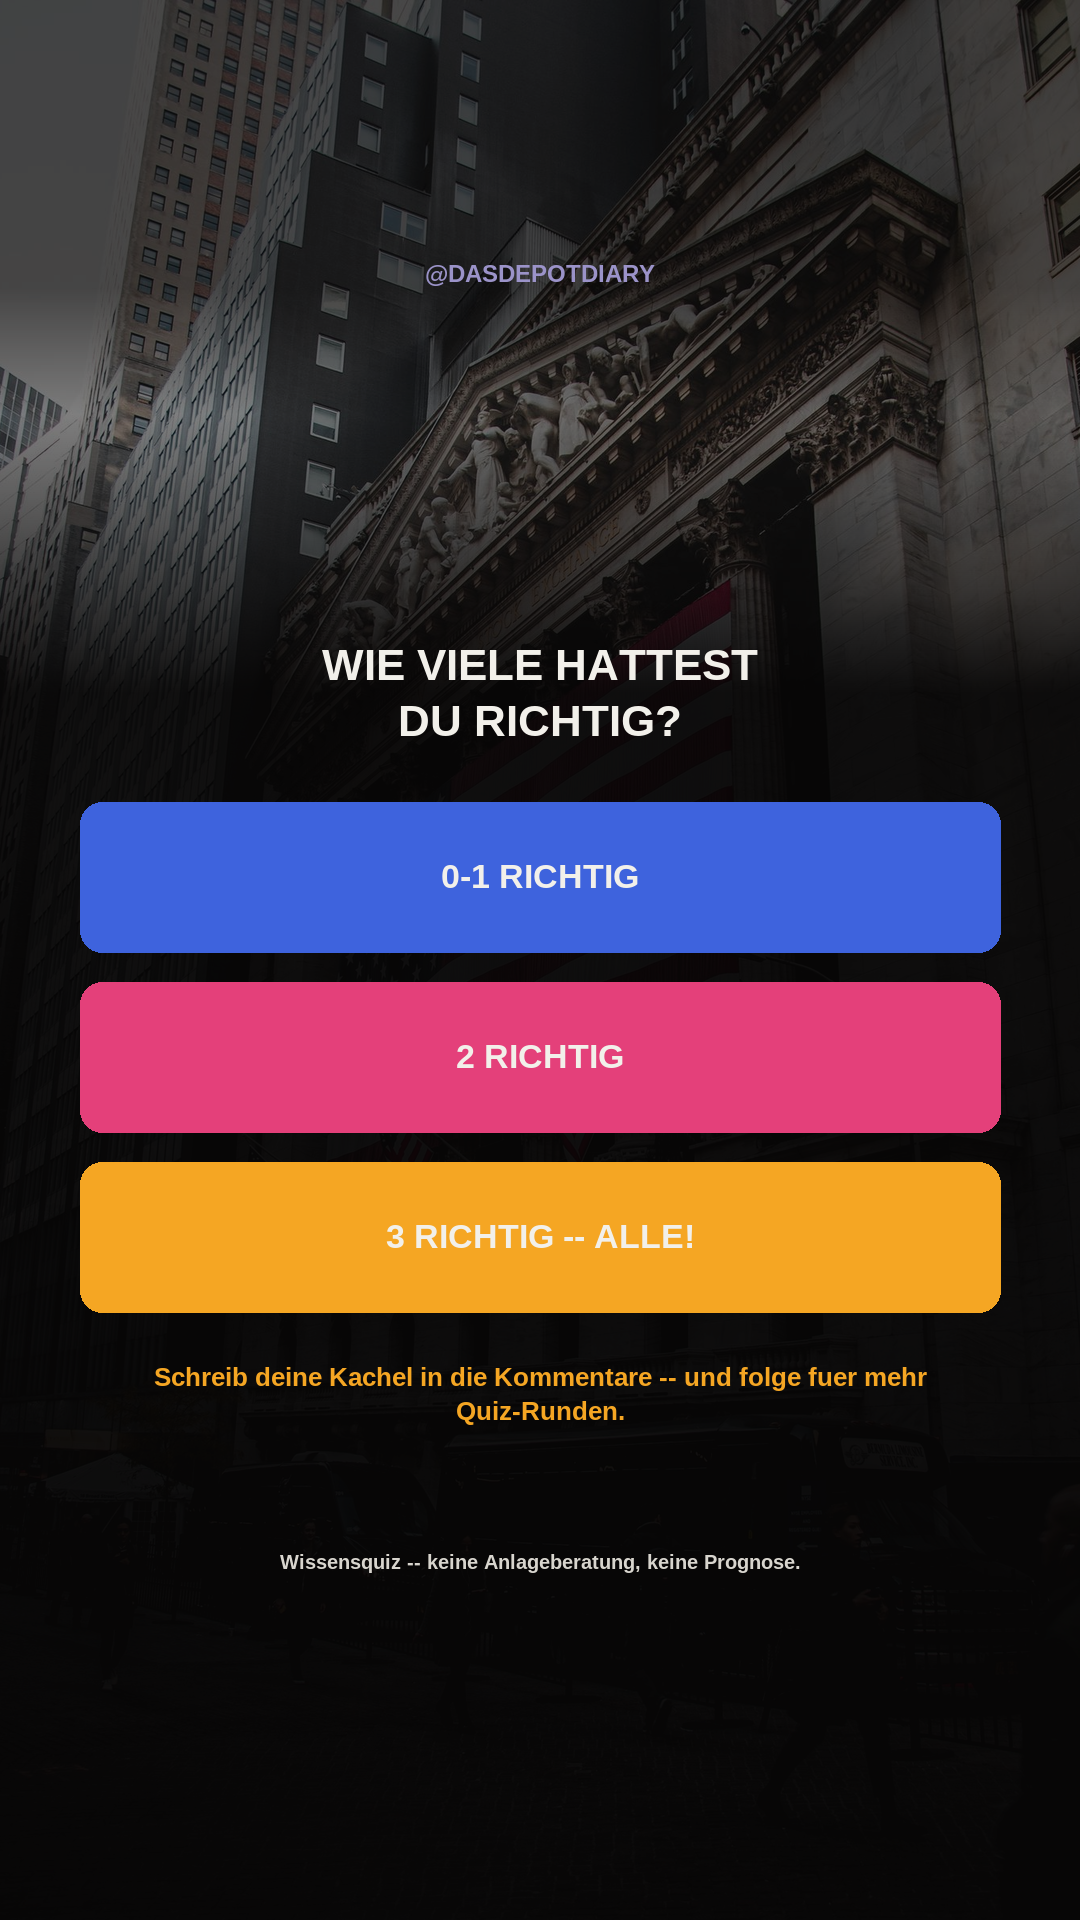 @DASDEPOTDIARY
WIE VIELE HATTEST
DU RICHTIG?
0-1 RICHTIG
2 RICHTIG
3 RICHTIG -- ALLE!
Schreib deine Kachel in die Kommentare -- und folge fuer mehr
Quiz-Runden.
Wissensquiz -- keine Anlageberatung, keine Prognose.